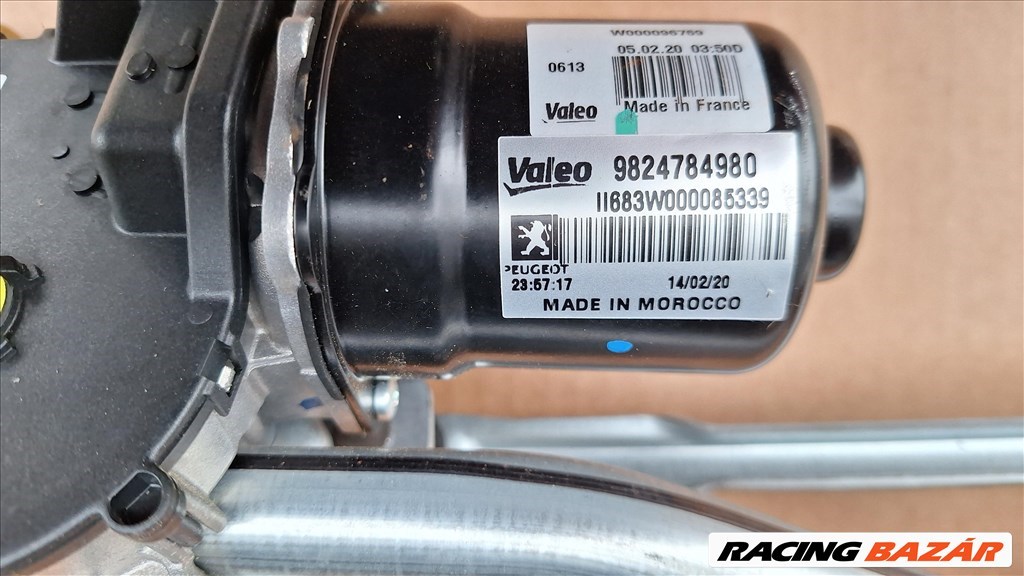 W000096769
05.02.20 03:50D
0613
Valeo
Made in France
Valeo 9824784980
II683W000085339
PEUGEOT
23:57:17 14/02/20
MADE IN MOROCCO
RACING BAZÁR